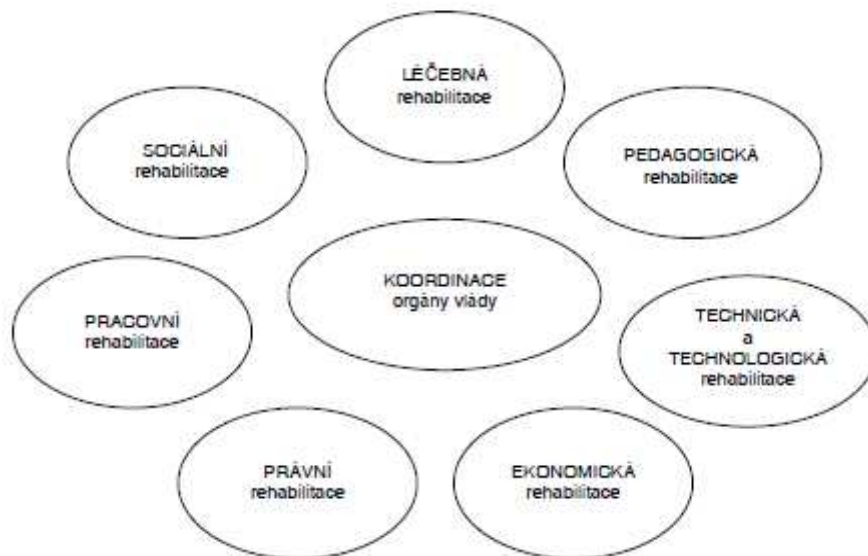 LÉČEBNÁ
rehabilitace
SOCIÁLNÍ
rehabilitace
PEDAGOGICKÁ
rehabilitace
KOORDINACE
orgány vlády
PRACOVNÍ
rehabilitace
TECHNICKÁ
a
TECHNOLOGICKÁ
rehabilitace
PRÁVNÍ
rehabilitace
EKONOMICKÁ
rehabilitace